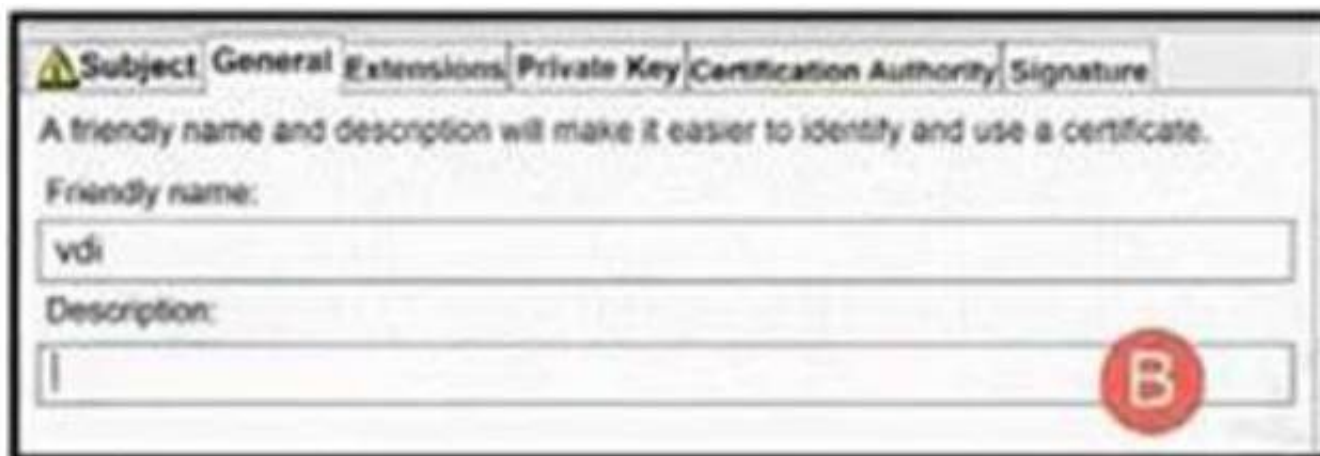 Subject General Extensions Private Key Certification Authority Signature
A friendly name and description will make it easier to identify and use a certificate.
Friendly name:
vdi
Description:
B